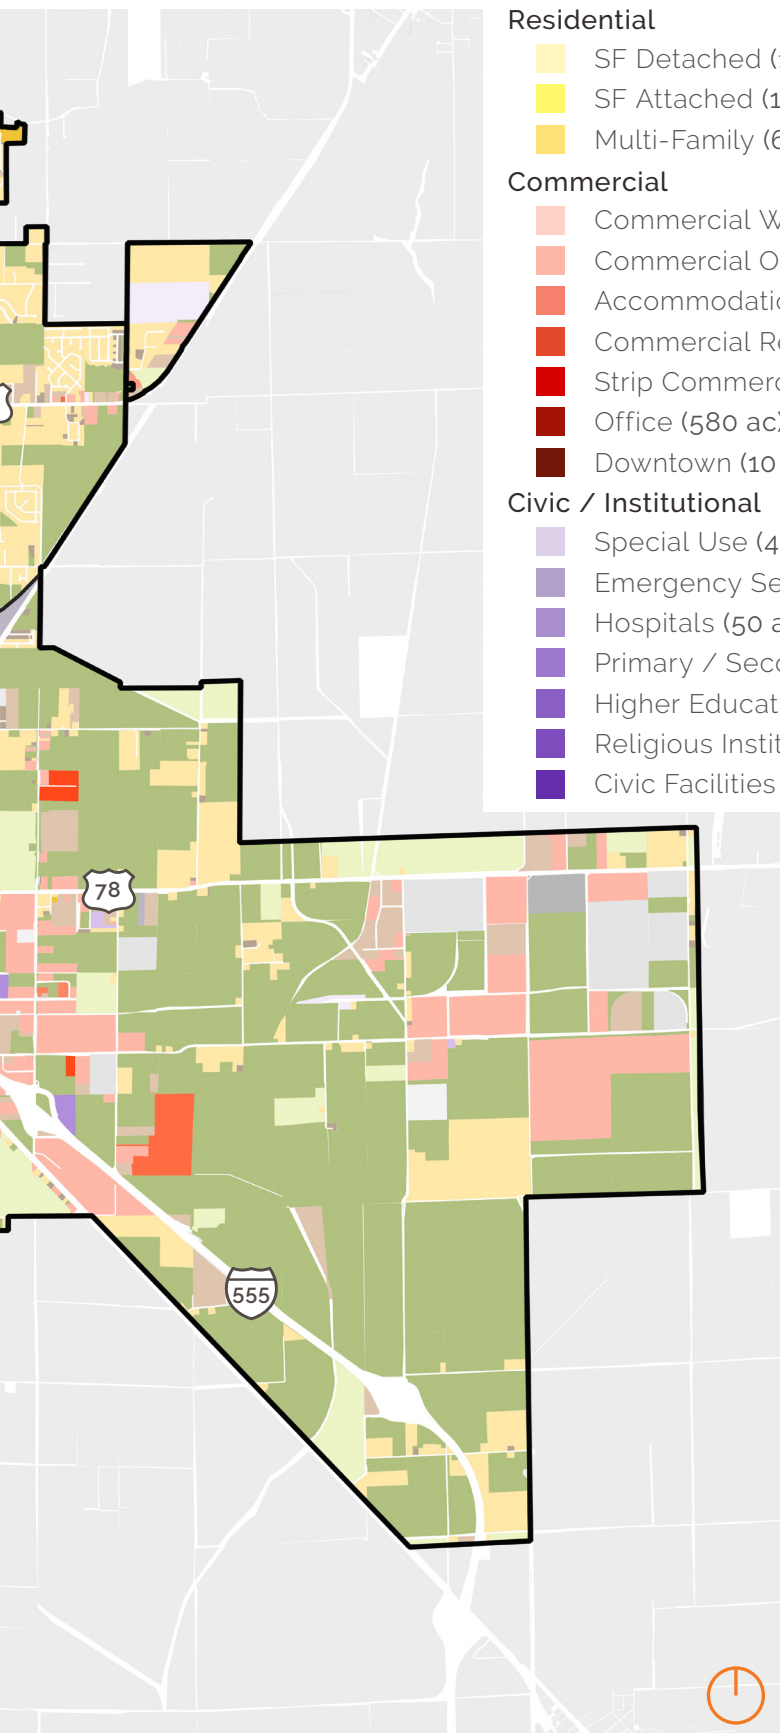 Residential
SF Detached (
SF Attached (1
Multi-Family (6
Commercial
Commercial W
Commercial O
Accommodatio
Commercial Re
Strip Commerc
Office (580 ac)
Downtown (10
Civic / Institutional
Special Use (4
Emergency Se
Hospitals (50 a
Primary / Seco
Higher Educat
Religious Instit
Civic Facilities
78
555